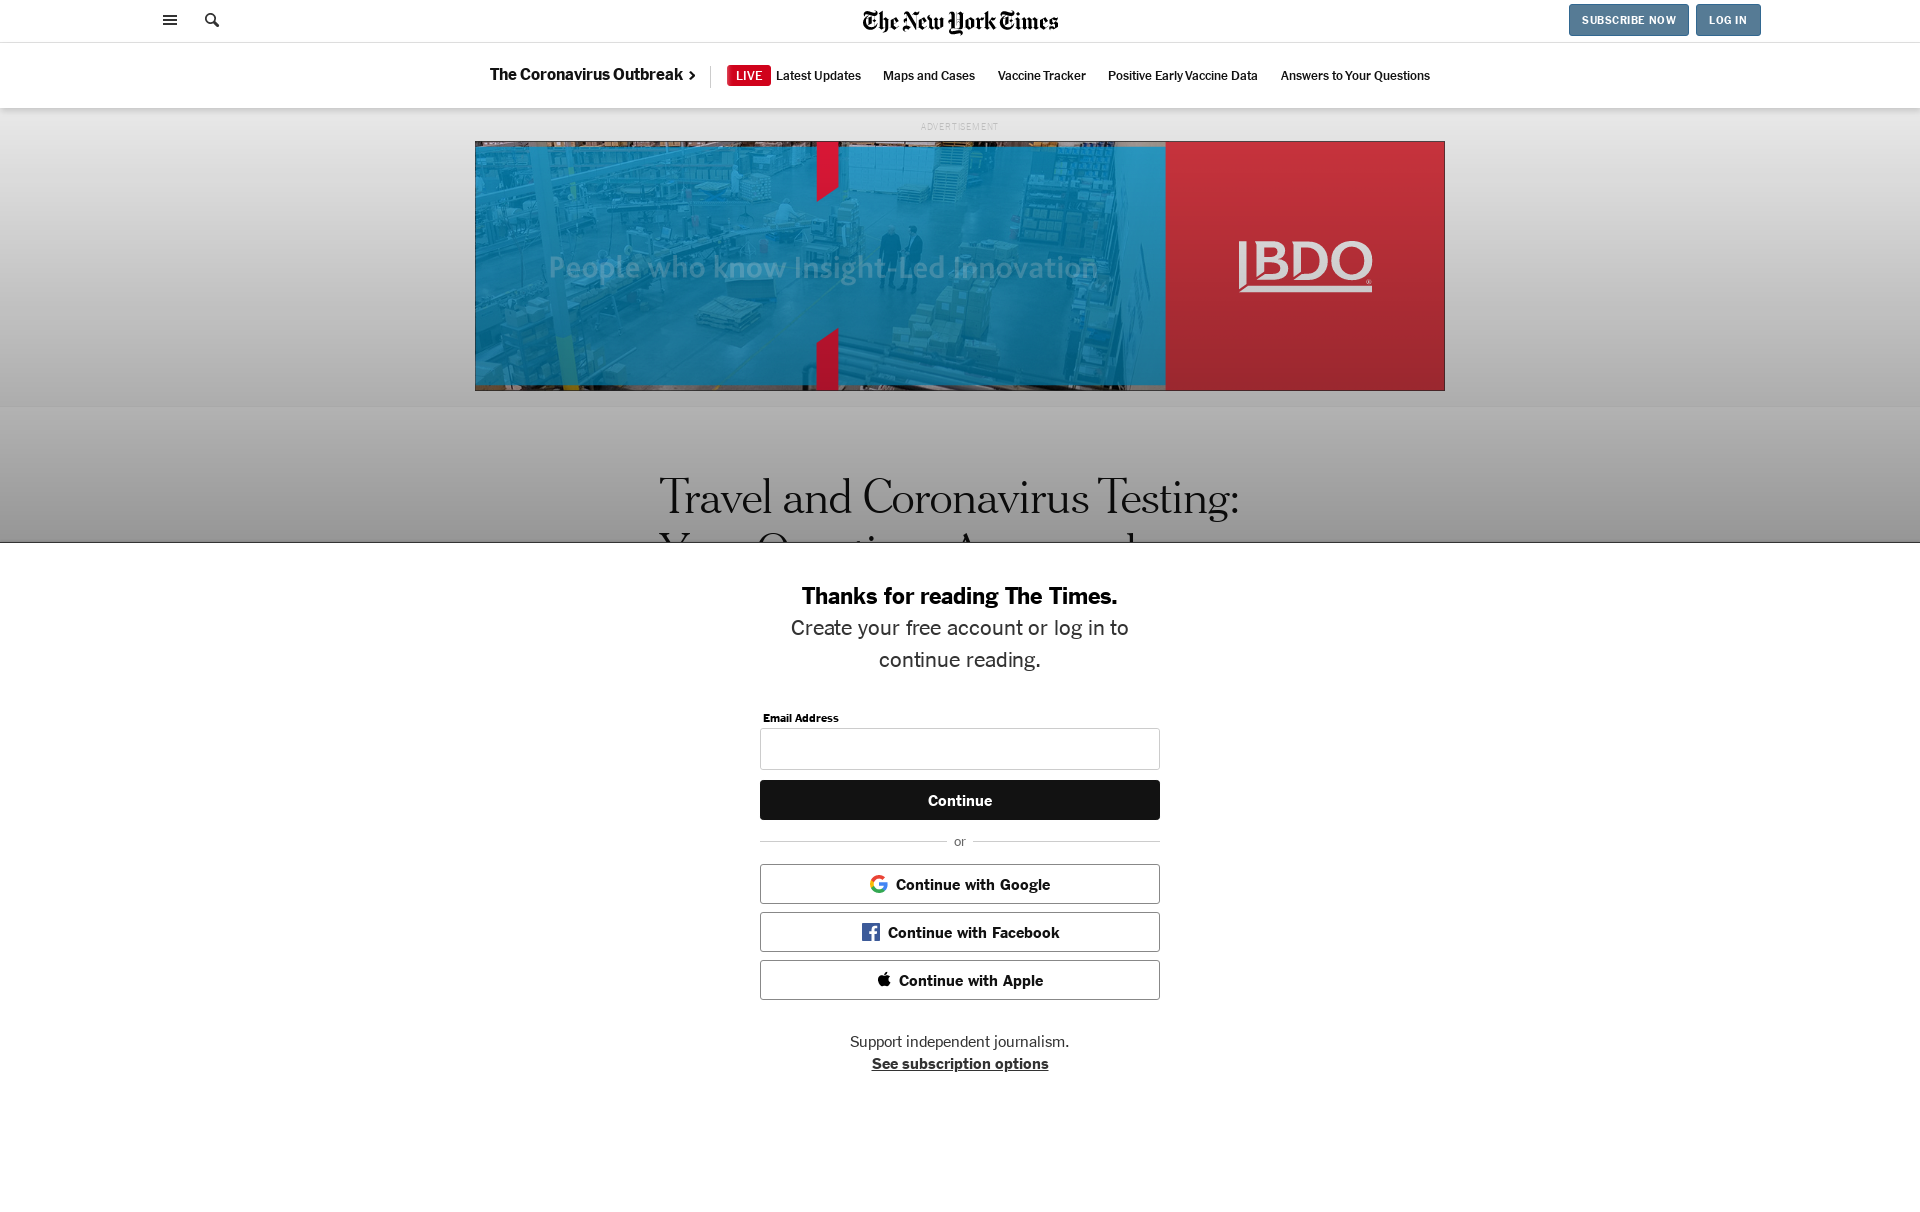 The New York Times
SUBSCRIBE NOW
LOG IN
The Coronavirus Outbreak
LIVE Latest Updates
Maps and Cases
Vaccine Tracker
Positive Early Vaccine Data
Answers to Your Questions
ADVERTISEMENT
People who know Insight-Led Innovation
BDO
Travel and Coronavirus Testing:
Thanks for reading The Times.
Create your free account or log in to
continue reading.
Email Address
Continue
or
Continue with Google
Continue with Facebook
Continue with Apple
Support independent journalism.
See subscription options